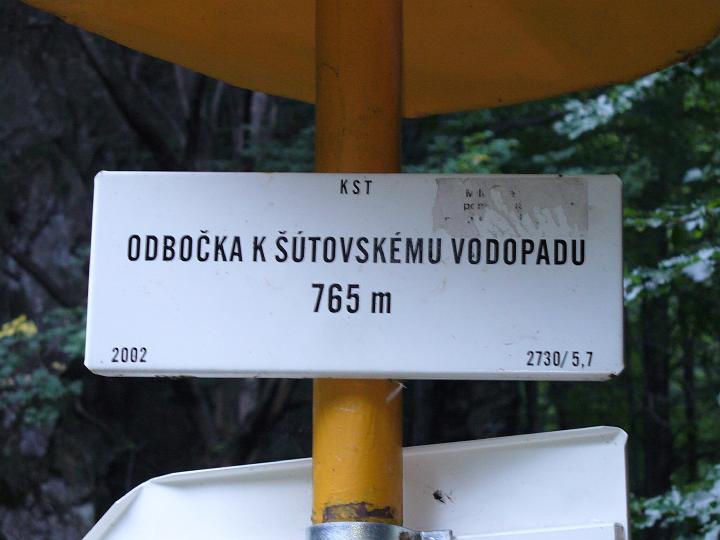 KST
ODBOČKA K ŠÚTOVSKÉMU VODOPADU
765 m
2002
2730/5,7